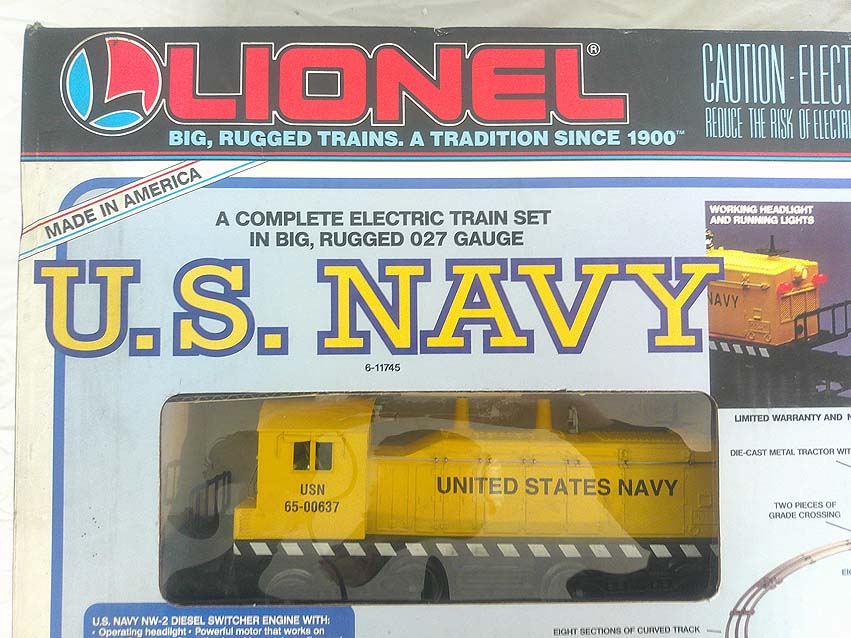 LIONEL®
BIG, RUGGED TRAINS. A TRADITION SINCE 1900™
CAUTION - ELECT
REDUCE THE RISK OF ELECTRI
MADE IN AMERICA
A COMPLETE ELECTRIC TRAIN SET
IN BIG, RUGGED 027 GAUGE
U.S. NAVY
6-11745
WORKING HEADLIGHT
AND RUNNING LIGHTS
NAVY
LIMITED WARRANTY AND
DIE-CAST METAL TRACTOR WIT
TWO PIECES OF
GRADE CROSSING
USN
65-00637
UNITED STATES NAVY
EIGHT SECTIONS OF CURVED TRACK
U.S. NAVY NW-2 DIESEL SWITCHER ENGINE WITH:
• Operating headlight • Powerful motor that works on